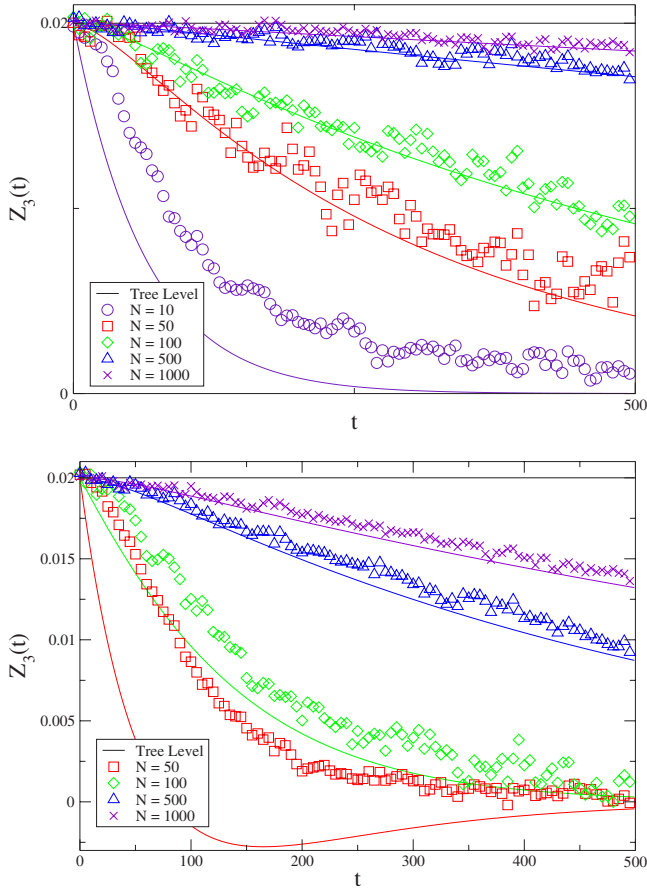 0.02
Z3(t)
0
Tree Level
N = 10
N = 50
N = 100
N = 500
N = 1000
0
500
t
0.02
0.015
0.01
0.005
0
Z3(t)
Tree Level
N = 50
N = 100
N = 500
N = 1000
0
100
200
300
400
500
t